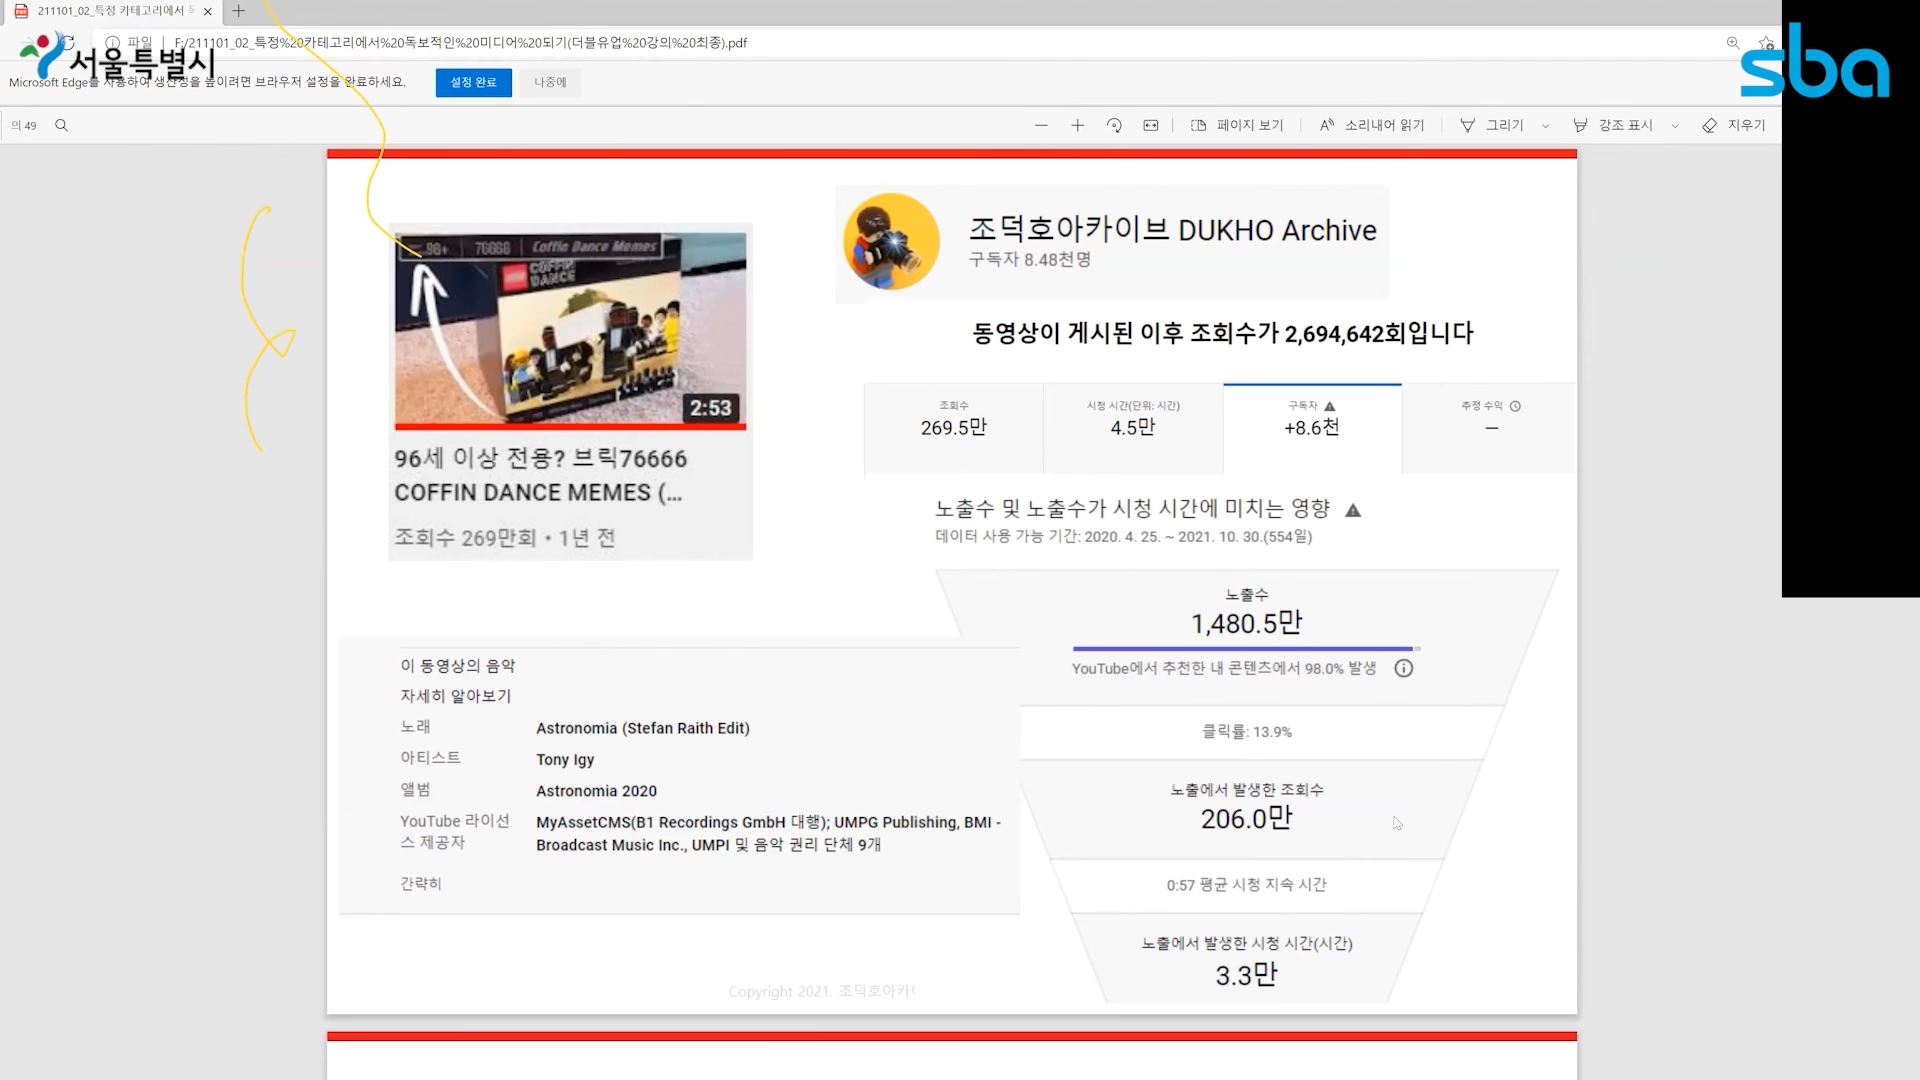 211101_02_특정 카테고리에서
파일
F:/211101_02_특정%20카테고리에서%20독보적인%20미디어%20되기(더블유업%20강의%20최종).pdf
서울특별시
sba
Microsoft Edge를 사용하여 생산성을 높이려면 브라우저 설정을 완료하세요.
설정 완료
나중에
의 49
페이지 보기
소리내어 읽기
그리기
강조 표시
지우기
96+
76666
Coffin Dance Memes
COFFIN
DANCE
2:53
96세 이상 전용? 브릭76666
COFFIN DANCE MEMES (...
조회수 269만회 • 1년 전
조덕호아카이브 DUKHO Archive
구독자 8.48천명
동영상이 게시된 이후 조회수가 2,694,642회입니다
조회수
269.5만
시청 시간(단위: 시간)
4.5만
구독자
+8.6천
추정 수익
—
노출수 및 노출수가 시청 시간에 미치는 영향
데이터 사용 가능 기간: 2020. 4. 25. ~ 2021. 10. 30.(554일)
노출수
1,480.5만
YouTube에서 추천한 내 콘텐츠에서 98.0% 발생
클릭률: 13.9%
노출에서 발생한 조회수
206.0만
0:57 평균 시청 지속 시간
노출에서 발생한 시청 시간(시간)
3.3만
이 동영상의 음악
자세히 알아보기
노래
Astronomia (Stefan Raith Edit)
아티스트
Tony Igy
앨범
Astronomia 2020
YouTube 라이선
스 제공자
MyAssetCMS(B1 Recordings GmbH 대행); UMPG Publishing, BMI -
Broadcast Music Inc., UMPI 및 음악 권리 단체 9개
간략히
Copyright 2021. 조덕호아카이